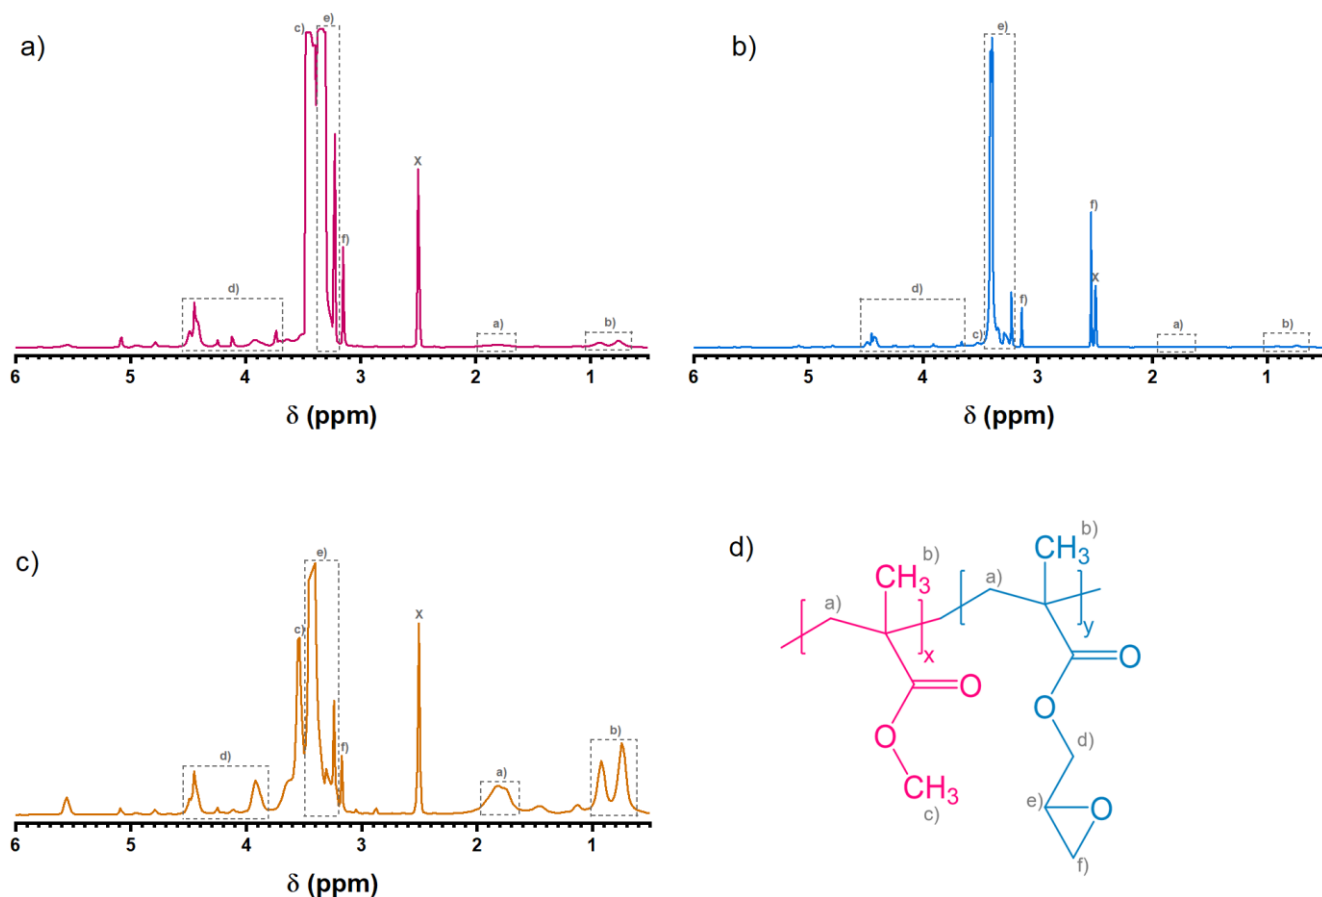 a)
c)
e)
x
f)
d)
a)
b)
6 5 4 3 2 1
δ (ppm)
b)
e)
f)
x
d)
c)
f)
a)
b)
6 5 4 3 2 1
δ (ppm)
c)
e)
c)
x
f)
d)
a)
b)
6 5 4 3 2 1
δ (ppm)
d)
b)
CH3
b)
CH3
a)
a)
x
y
O
O
O
O
d)
CH3
c)
e)
O
f)